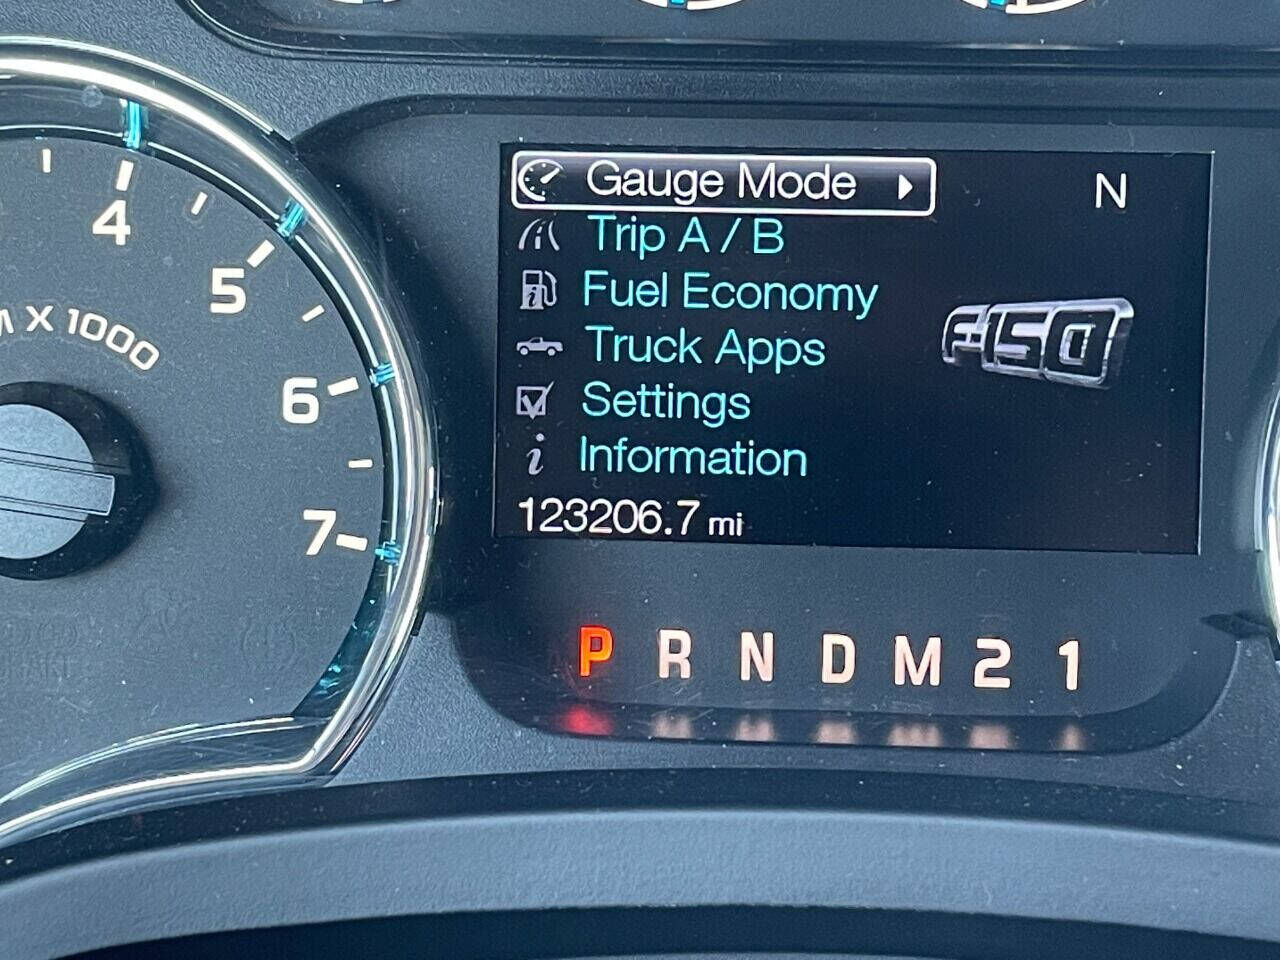 4
5
M X 1000
6
7
Gauge Mode
N
Trip A / B
Fuel Economy
F-150
Truck Apps
Settings
Information
123206.7 mi
P R N D M 2 1